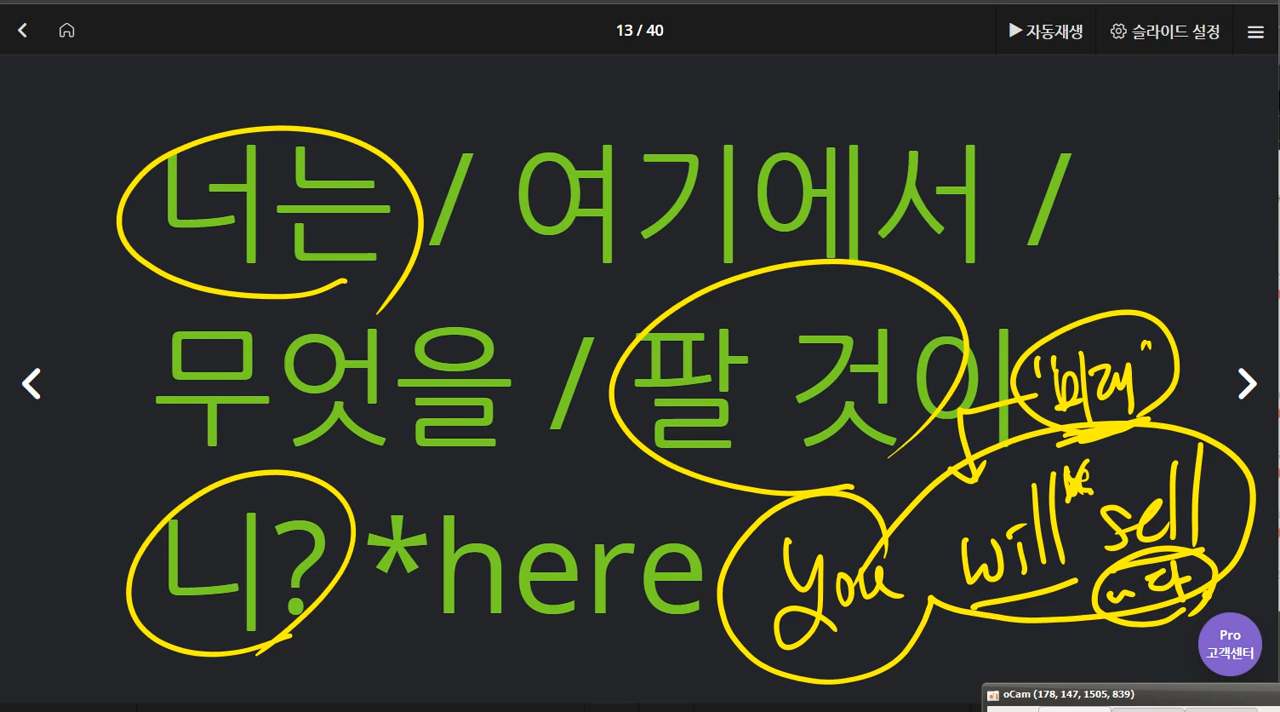 13 / 40
▶자동재생
슬라이드 설정
너는 / 여기에서 /
무엇을 / 팔 것이
"미래"
니? *here
You will sell
~다
Pro
고객센터
oCam (178, 147, 1505, 839)